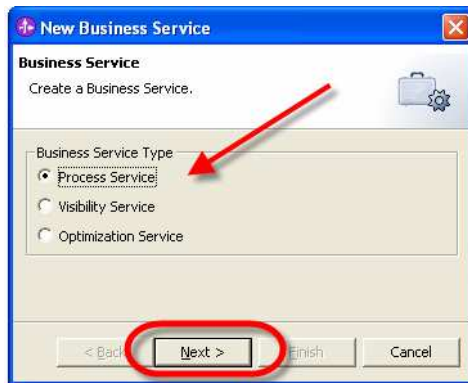 New Business Service
Business Service
Create a Business Service.
Business Service Type
Process Service
Visibility Service
Optimization Service
< Back Next > Finish Cancel